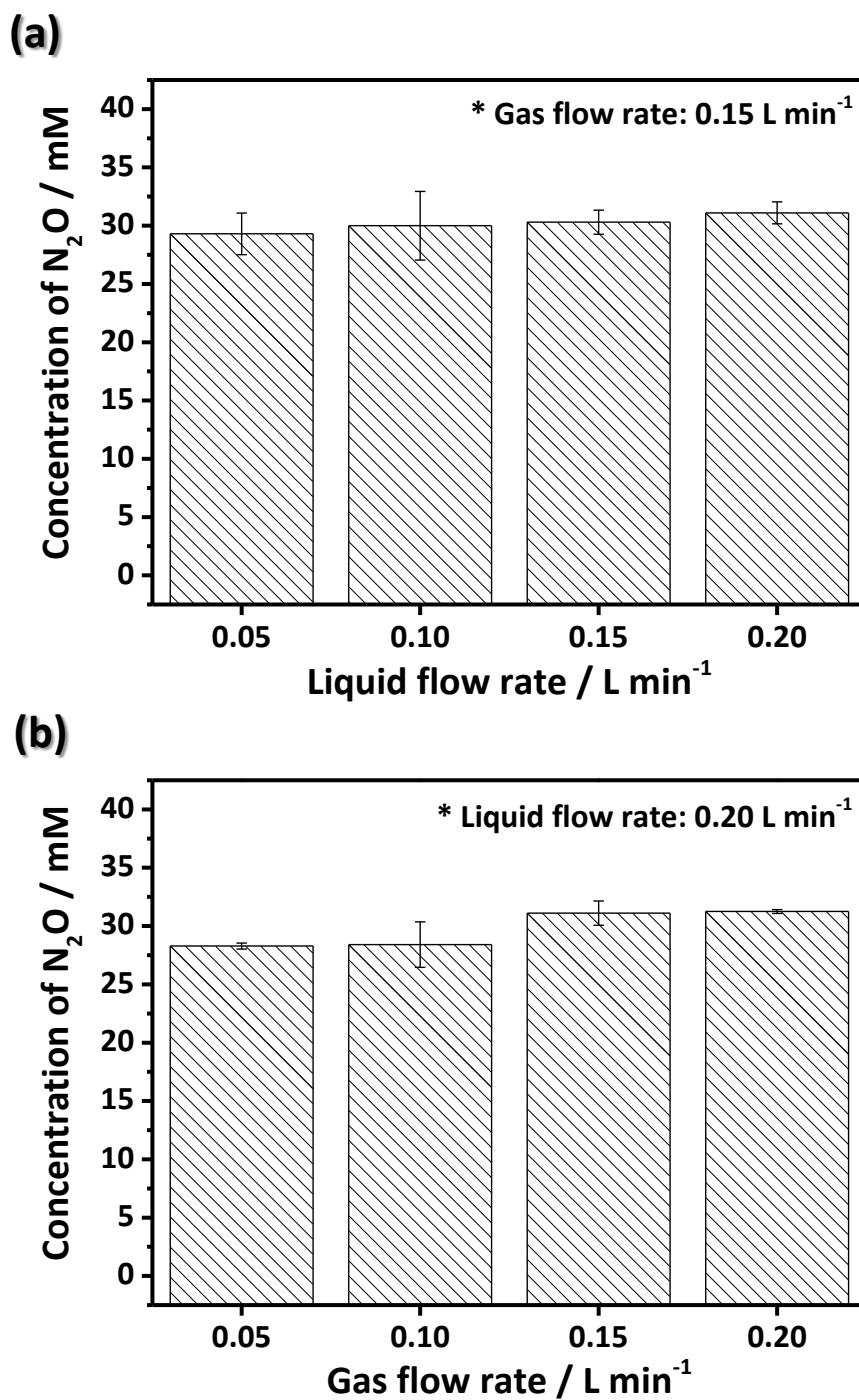 (a)
* Gas flow rate: 0.15 L min⁻¹
Concentration of N₂O / mM
40
35
30
25
20
15
10
5
0
0.05 0.10 0.15 0.20
Liquid flow rate / L min⁻¹
(b)
* Liquid flow rate: 0.20 L min⁻¹
Concentration of N₂O / mM
40
35
30
25
20
15
10
5
0
0.05 0.10 0.15 0.20
Gas flow rate / L min⁻¹